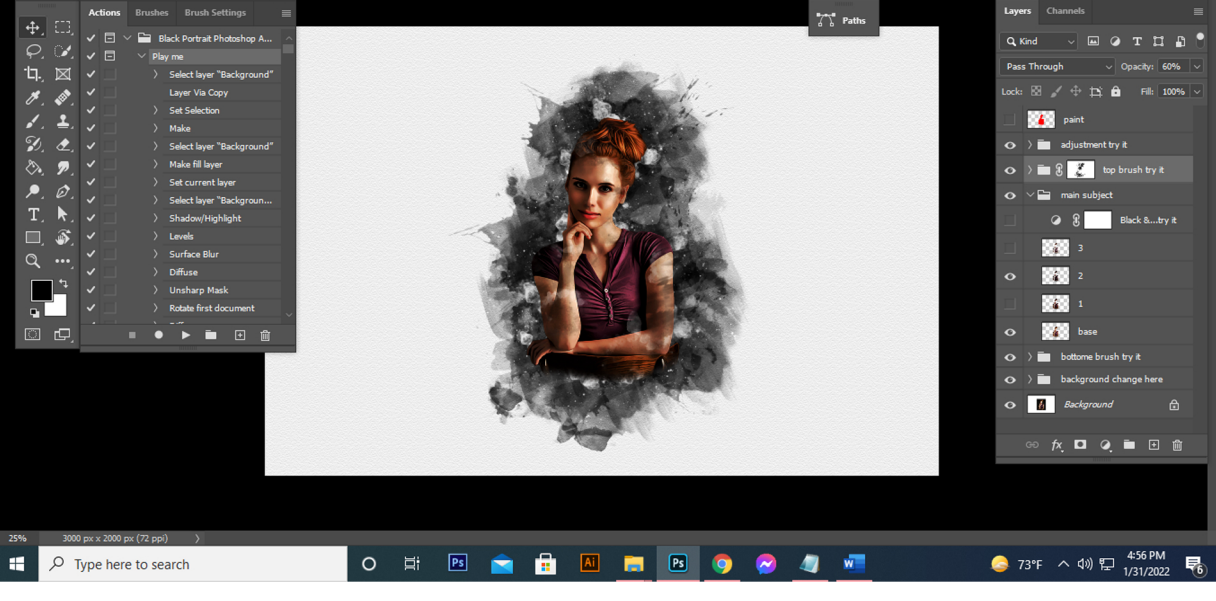 Actions Brushes Brush Settings
Black Portrait Photoshop A...
Play me
Select layer "Background"
Layer Via Copy
Set Selection
Make
Select layer "Background"
Make fill layer
Set current layer
Select layer "Backgroun...
Shadow/Highlight
Levels
Surface Blur
Diffuse
Unsharp Mask
Rotate first document
Paths
Layers Channels
Kind
Pass Through Opacity: 60%
Lock: Fill: 100%
paint
adjustment try it
top brush try it
main subject
Black &...try it
3
2
1
base
bottome brush try it
background change here
Background
fx
25% 3000 px x 2000 px (72 ppi)
Type here to search
Ps
Ai
Ps
W
73°F
4:56 PM
1/31/2022
6